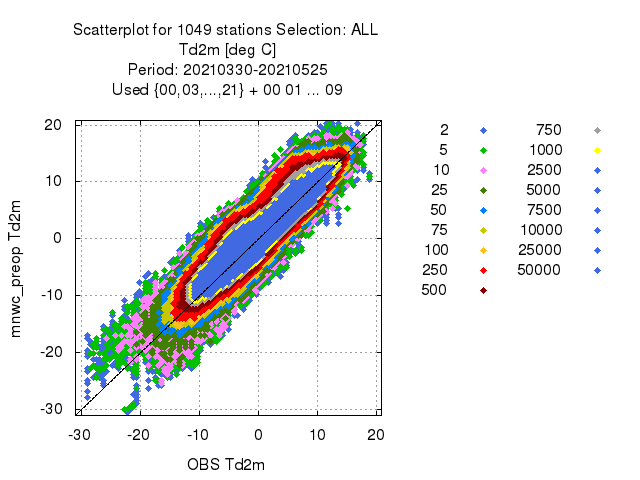 Scatterplot for 1049 stations Selection: ALL
Td2m [deg C]
Period: 20210330-20210525
Used {00,03,...,21} + 00 01 ... 09
20
10
0
-10
-20
-30
mnwc_preop Td2m
-30 -20 -10 0 10 20
OBS Td2m
2 750
5 1000
10 2500
25 5000
50 7500
75 10000
100 25000
250 50000
500